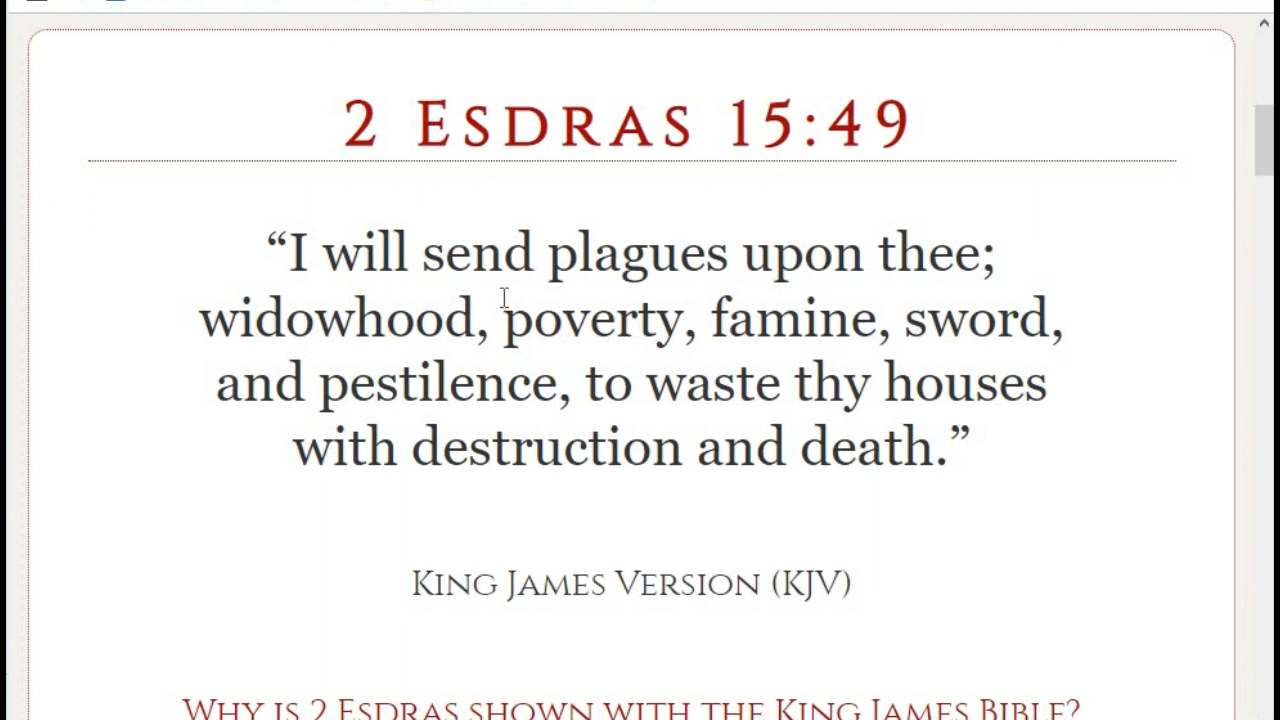 2 Esdras 15:49
“I will send plagues upon thee;
widowhood, poverty, famine, sword,
and pestilence, to waste thy houses
with destruction and death.”
King James Version (KJV)
Why is 2 Esdras shown with the King James Bible?